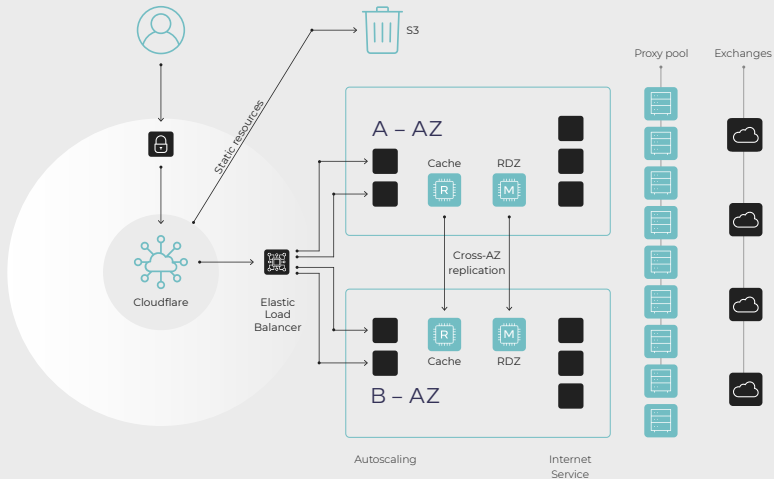 S3
Proxy pool
Exchanges
Static resources
A – AZ
Cache
RDZ
R
M
Cross-AZ
replication
Cloudflare
Elastic
Load
Balancer
R
M
Cache
RDZ
B – AZ
Autoscaling
Internet
Service